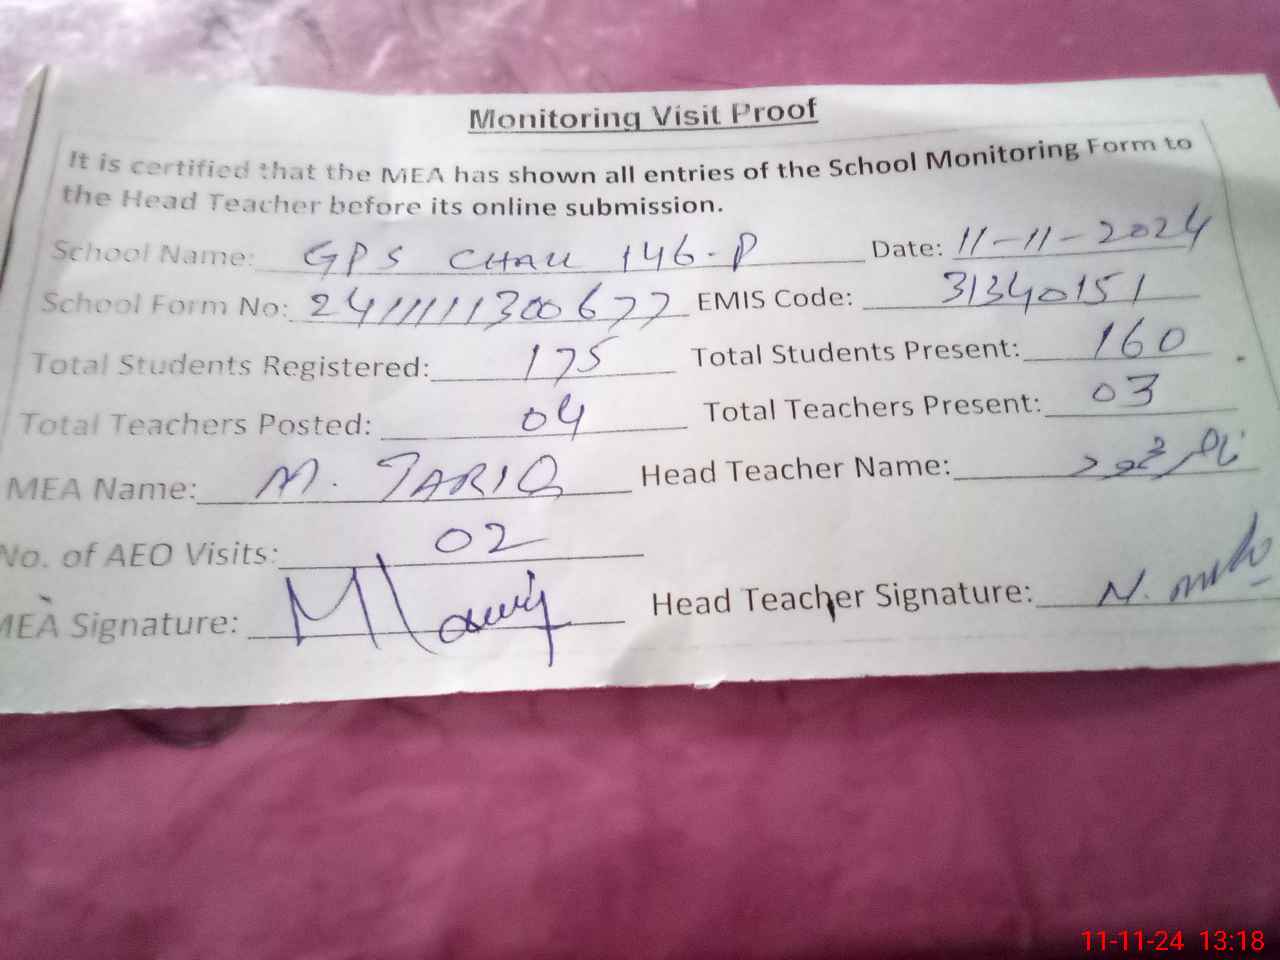 Monitoring Visit Proof
It is certified that the MEA has shown all entries of the School Monitoring Form to
the Head Teacher before its online submission.
School Name: GPS CHAK 146-P Date: 11-11-2024
School Form No: 2411111300677 EMIS Code: 31340151
Total Students Registered: 175 Total Students Present: 160
Total Teachers Posted: 04 Total Teachers Present: 03
MEA Name: M. TARIQ Head Teacher Name:
No. of AEO Visits: 02
MEA Signature: Head Teacher Signature:
11-11-24 13:18